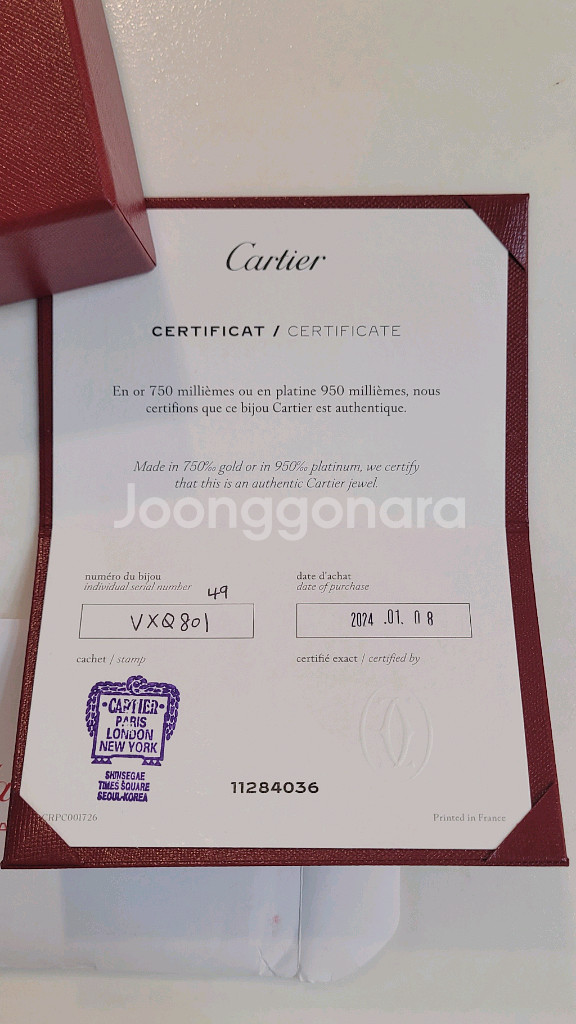 Cartier
CERTIFICAT / CERTIFICATE
En or 750 millièmes ou en platine 950 millièmes, nous
certifions que ce bijou Cartier est authentique.
Made in 750‰ gold or in 950‰ platinum, we certify
that this is an authentic Cartier jewel.
Joonggonara
numéro du bijou
individual serial number
49
VXQ801
date d'achat
date of purchase
2024 .01. 08
cachet / stamp
certifié exact / certified by
CARTIER
PARIS
LONDON
NEW YORK
SHINSEGAE
TIMES SQUARE
SEOUL-KOREA
11284036
CRPC001726
Printed in France